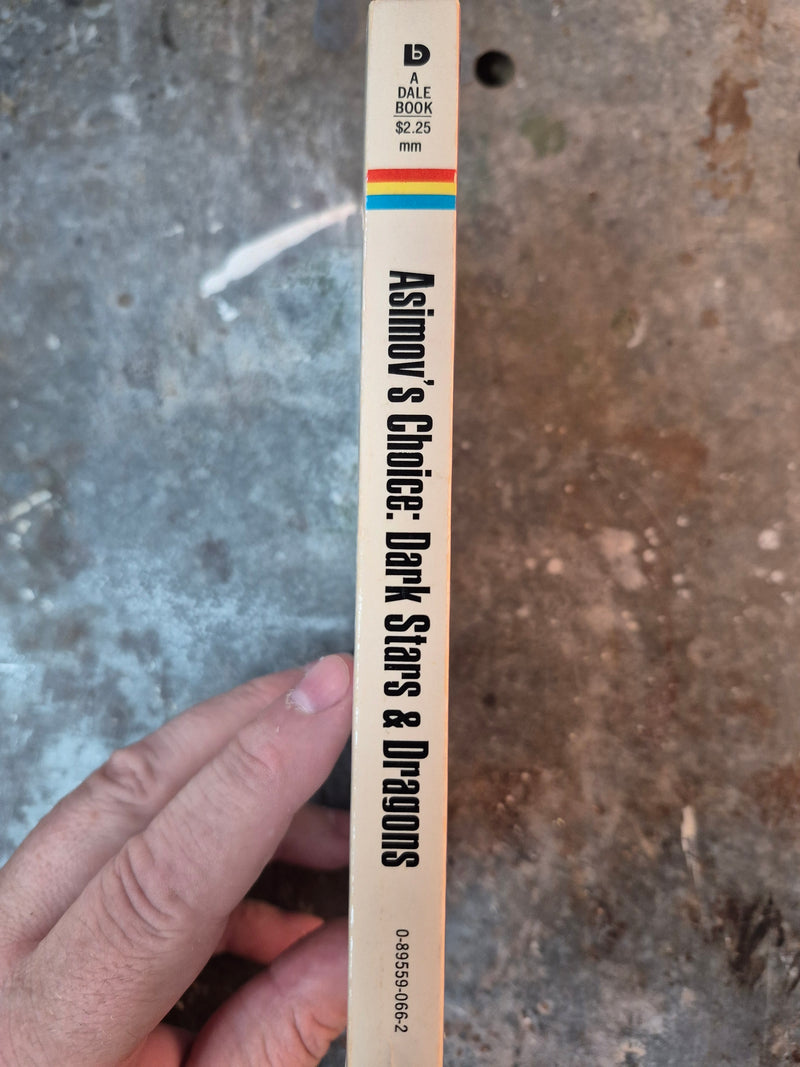 A
DALE
BOOK
$2.25
mm
Asimov's Choice: Dark Stars & Dragons
0-89559-066-2